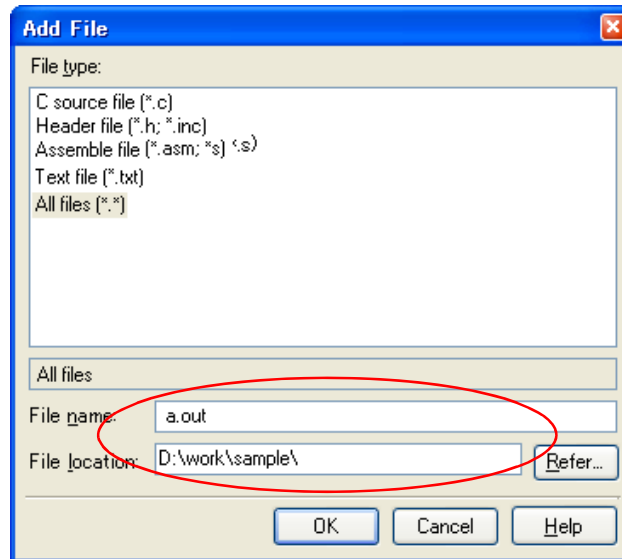 Add File
File type:
C source file (*.c)
Header file (*.h; *.inc)
Assemble file (*.asm; *s) *.s)
Text file (*.txt)
All files (*.*)
All files
File name: a.out
File location: D:\work\sample\ Refer...
OK Cancel Help